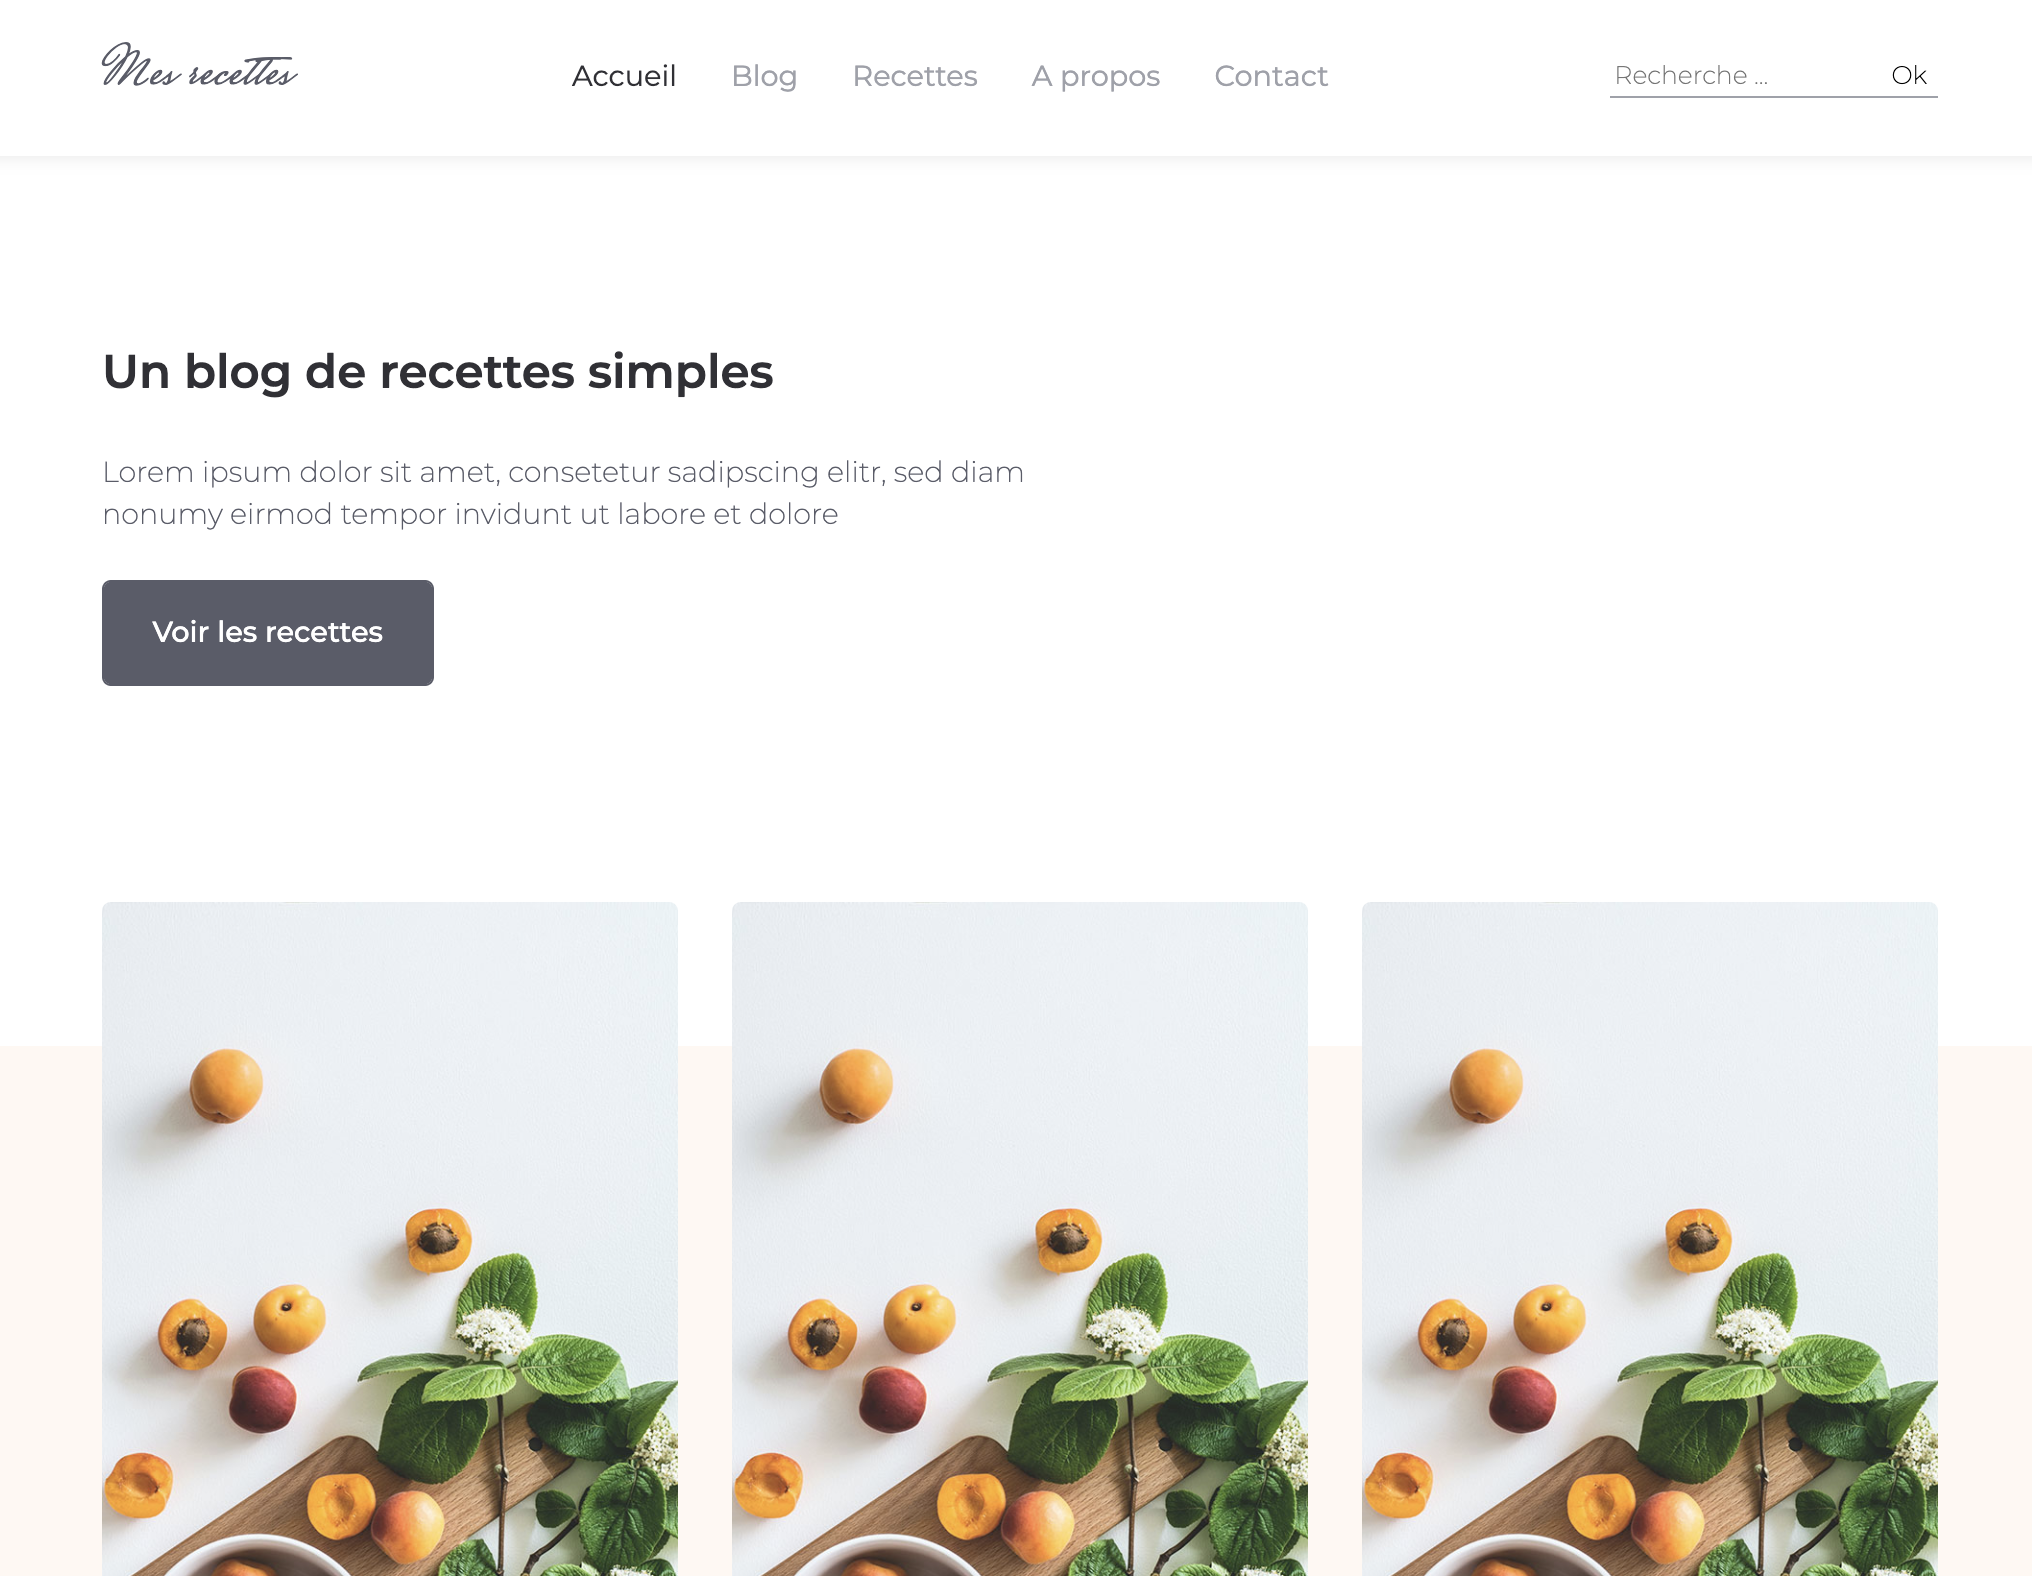 Mes recettes
Accueil Blog Recettes A propos Contact
Recherche ... Ok
Un blog de recettes simples
Lorem ipsum dolor sit amet, consetetur sadipscing elitr, sed diam
nonumy eirmod tempor invidunt ut labore et dolore
Voir les recettes